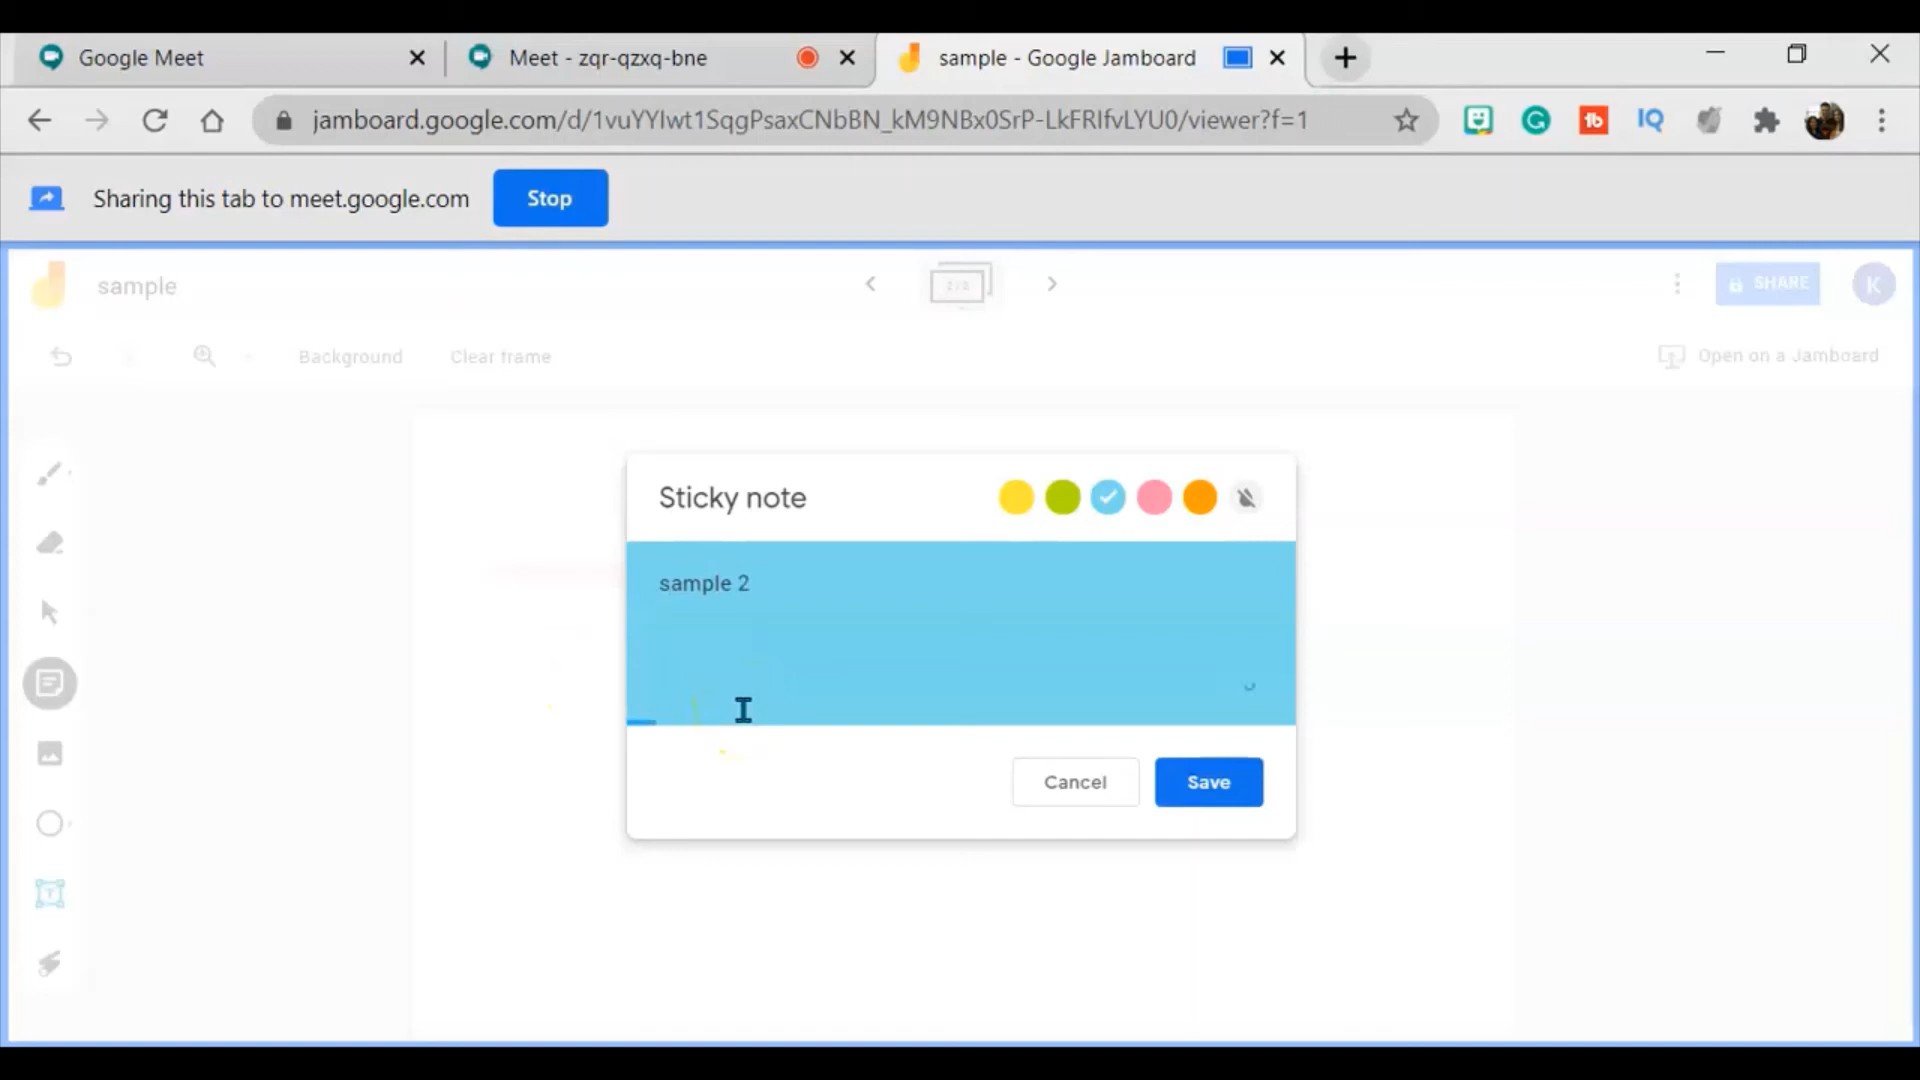 Google Meet
Meet - zqr-qzxq-bne
sample - Google Jamboard
jamboard.google.com/d/1vuYYIwt1SqgPsaxCNbBN_kM9NBx0SrP-LkFRIfvLYU0/viewer?f=1
Sharing this tab to meet.google.com
Stop
sample
SHARE
K
Background
Clear frame
Open on a Jamboard
Sticky note
sample 2
Cancel
Save